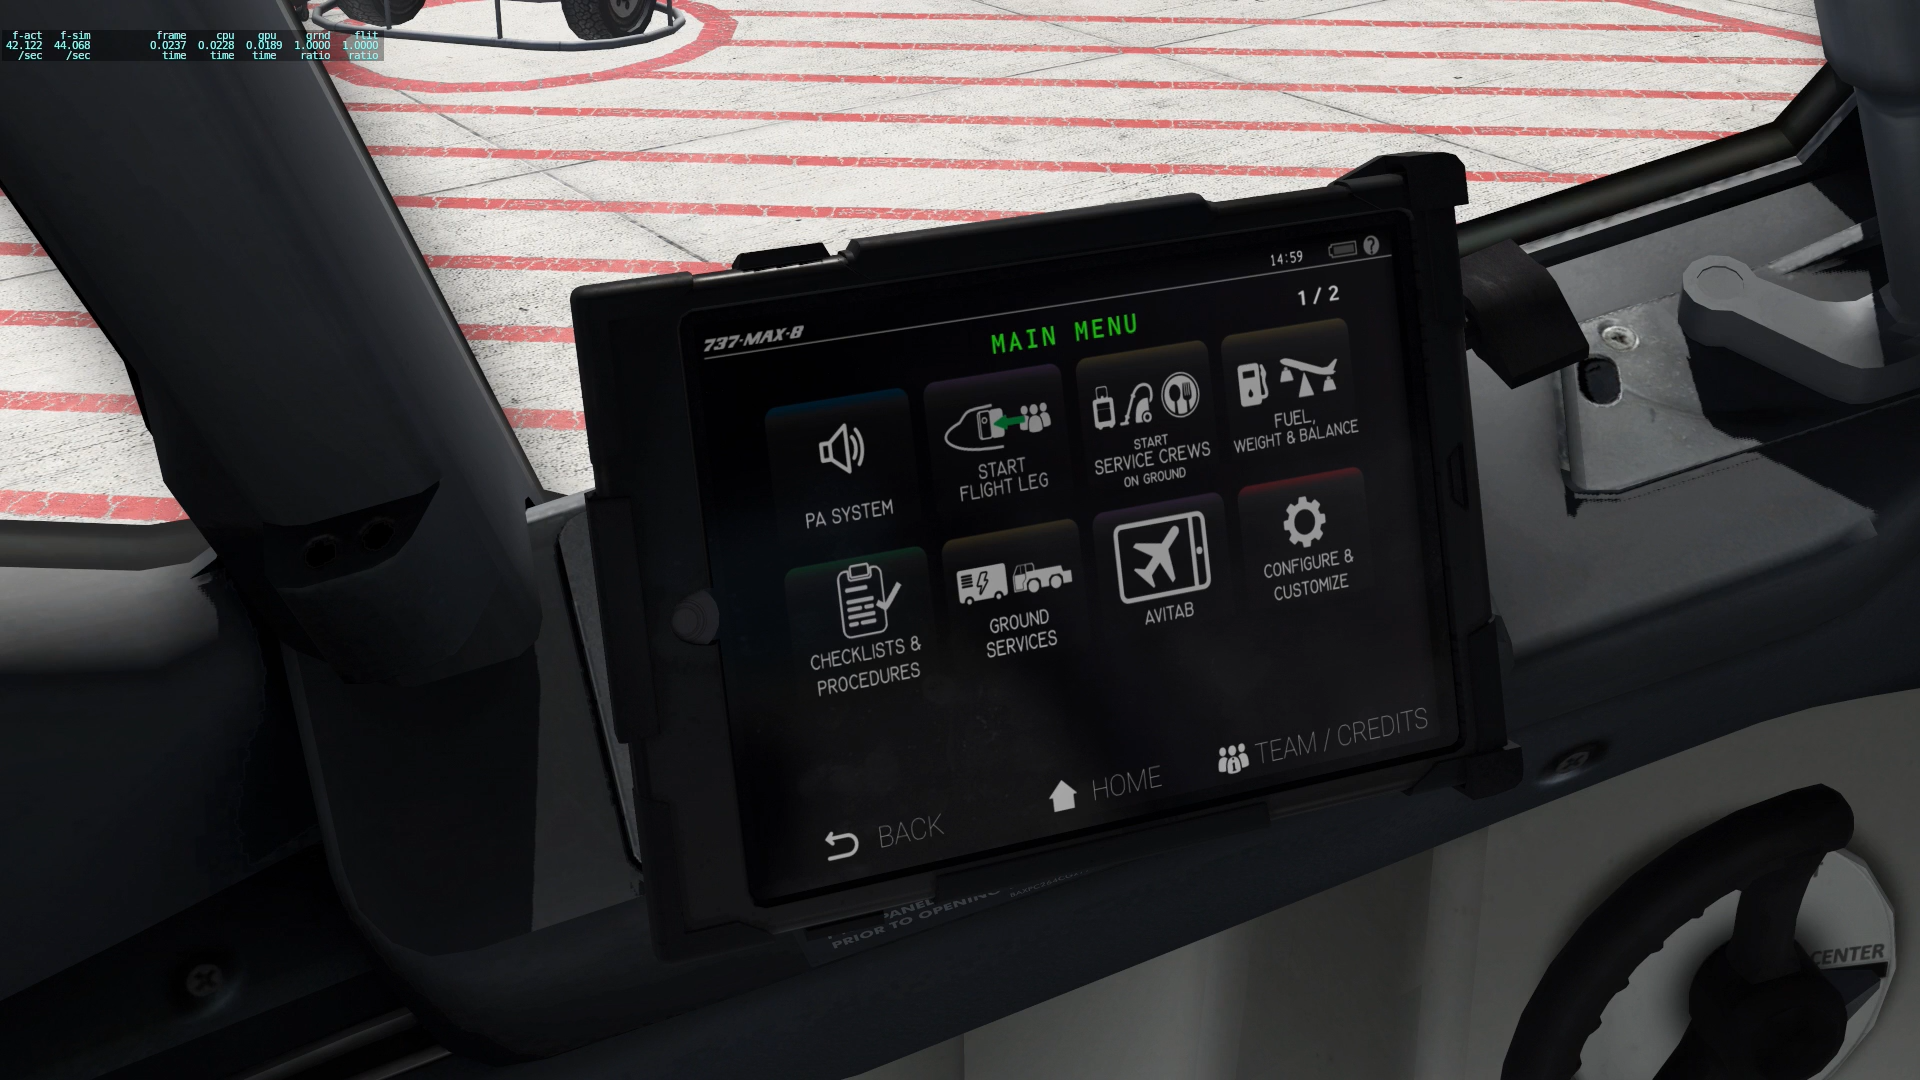 f-act f-sim frame cpu gpu grnd flit
42.122 44.068 0.0237 0.0228 0.0189 1.0000 1.0000
/sec /sec time time time ratio ratio
14:59 ?
737-MAX-8
1 / 2
MAIN MENU
PA SYSTEM
START
FLIGHT LEG
START
SERVICE CREWS
ON GROUND
FUEL,
WEIGHT & BALANCE
CHECKLISTS &
PROCEDURES
GROUND
SERVICES
AVITAB
CONFIGURE &
CUSTOMIZE
BACK
HOME
TEAM / CREDITS
PANEL
PRIOR TO OPENING
CENTER